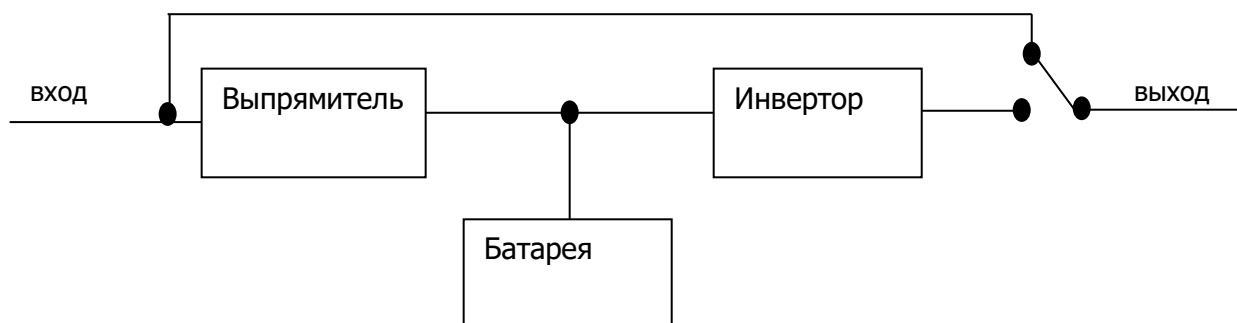 вход
Выпрямитель
Инвертор
выход
Батарея